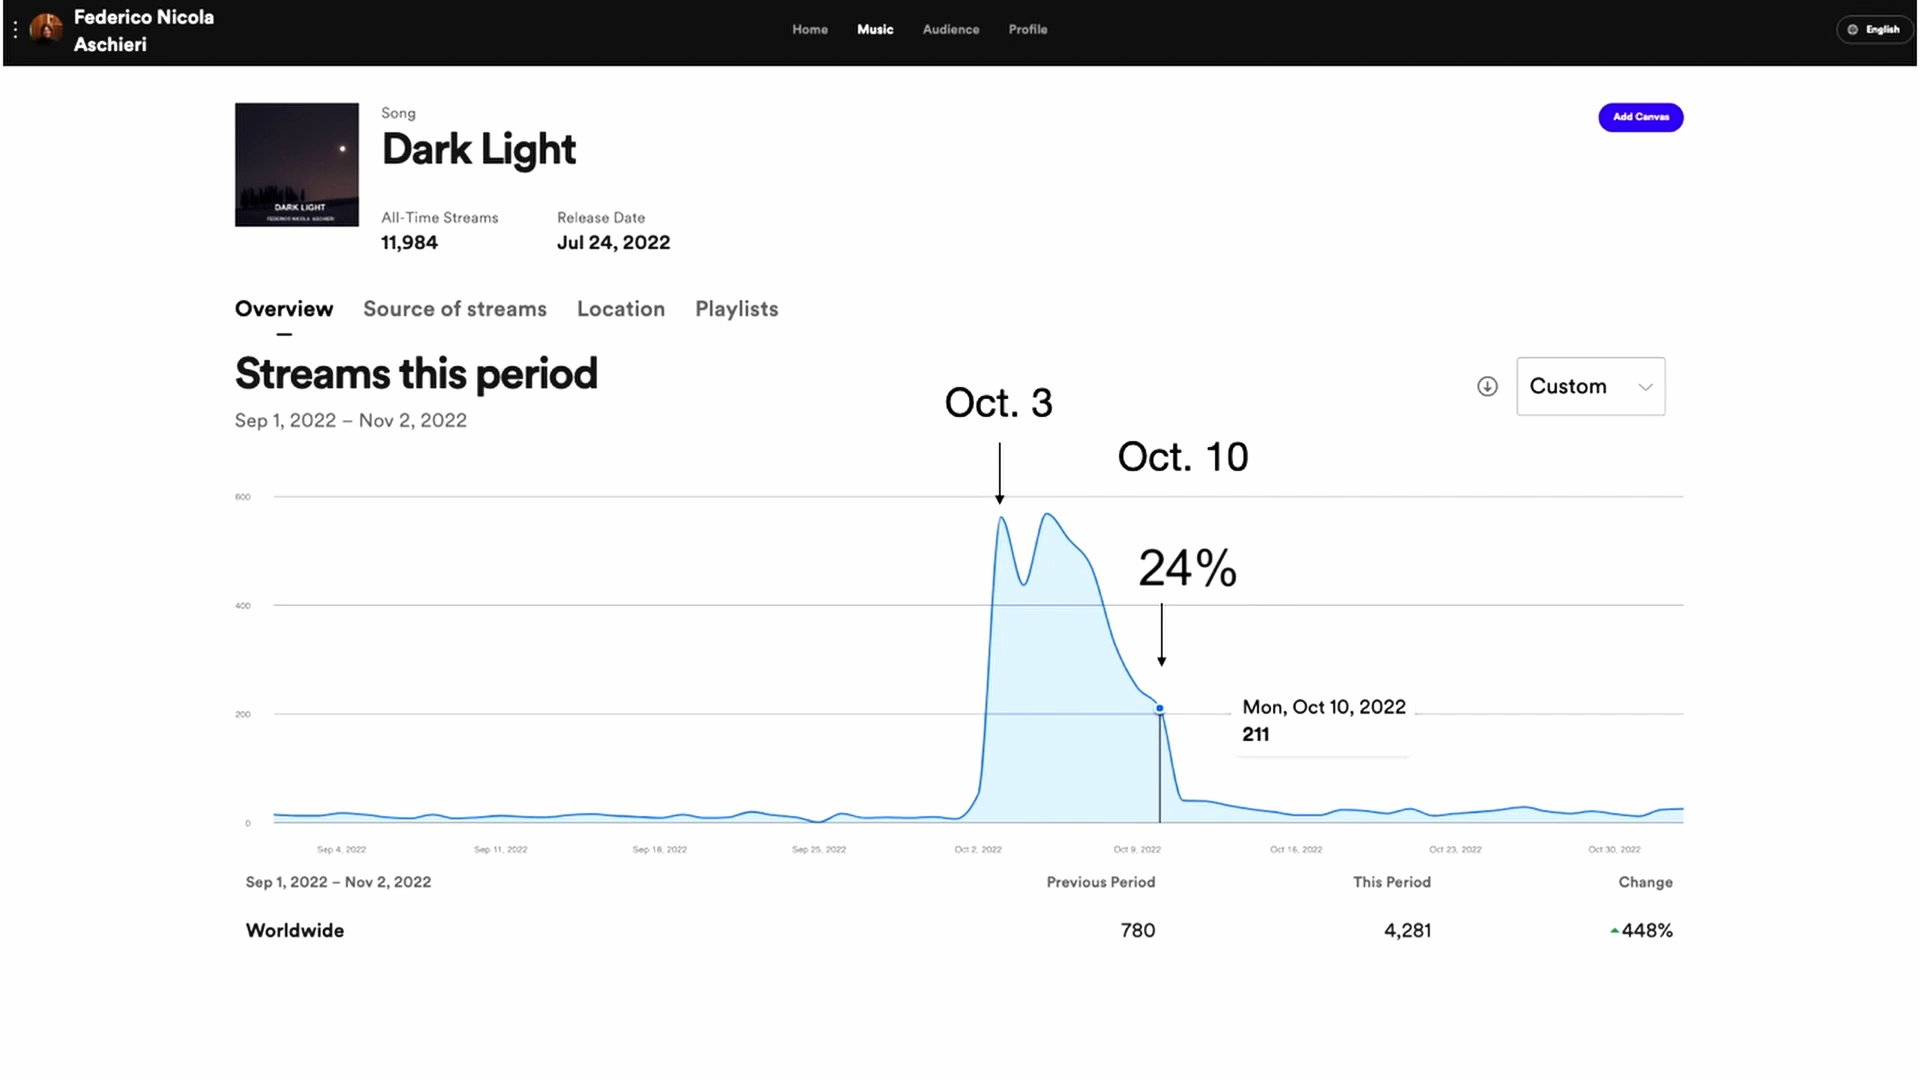 Federico Nicola
Aschieri
Home Music Audience Profile
English
Song
Dark Light
Add Canvas
All-Time Streams Release Date
11,984 Jul 24, 2022
DARK LIGHT
FEDERICO NICOLA ASCHIERI
Overview Source of streams Location Playlists
Streams this period
Custom
Sep 1, 2022 – Nov 2, 2022
Oct. 3
Oct. 10
24%
600
400
200
0
Mon, Oct 10, 2022
211
Sep 4, 2022 Sep 11, 2022 Sep 18, 2022 Sep 25, 2022 Oct 2, 2022 Oct 9, 2022 Oct 16, 2022 Oct 23, 2022 Oct 30, 2022
Sep 1, 2022 – Nov 2, 2022 Previous Period This Period Change
Worldwide 780 4,281 448%